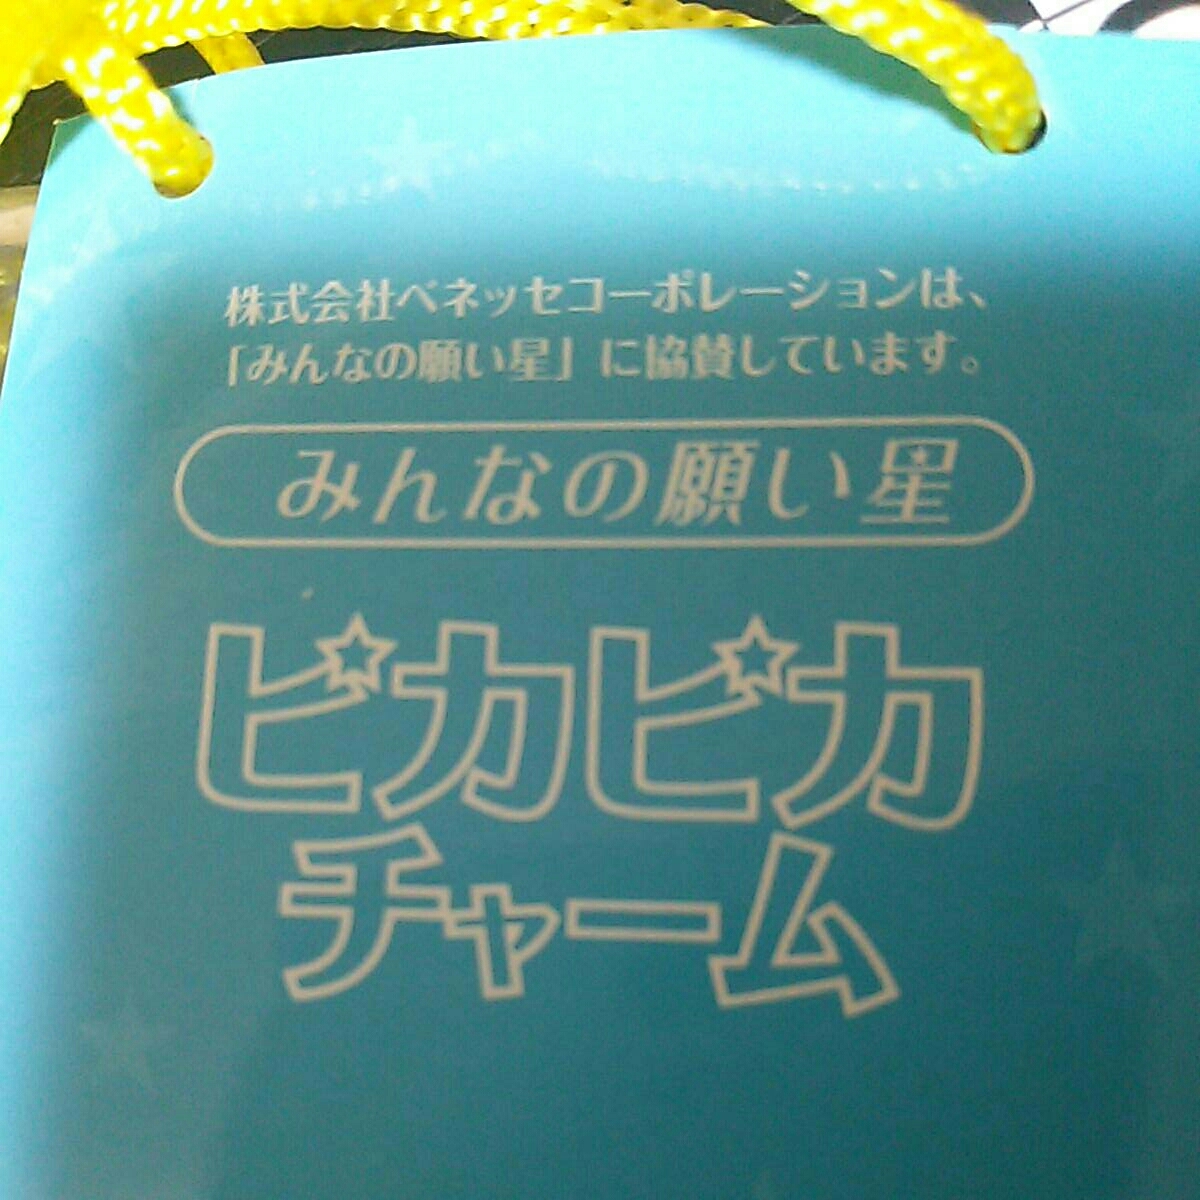 株式会社ベネッセコーポレーションは、
「みんなの願い星」に協賛しています。
みんなの願い星
ピカピカ
チャーム